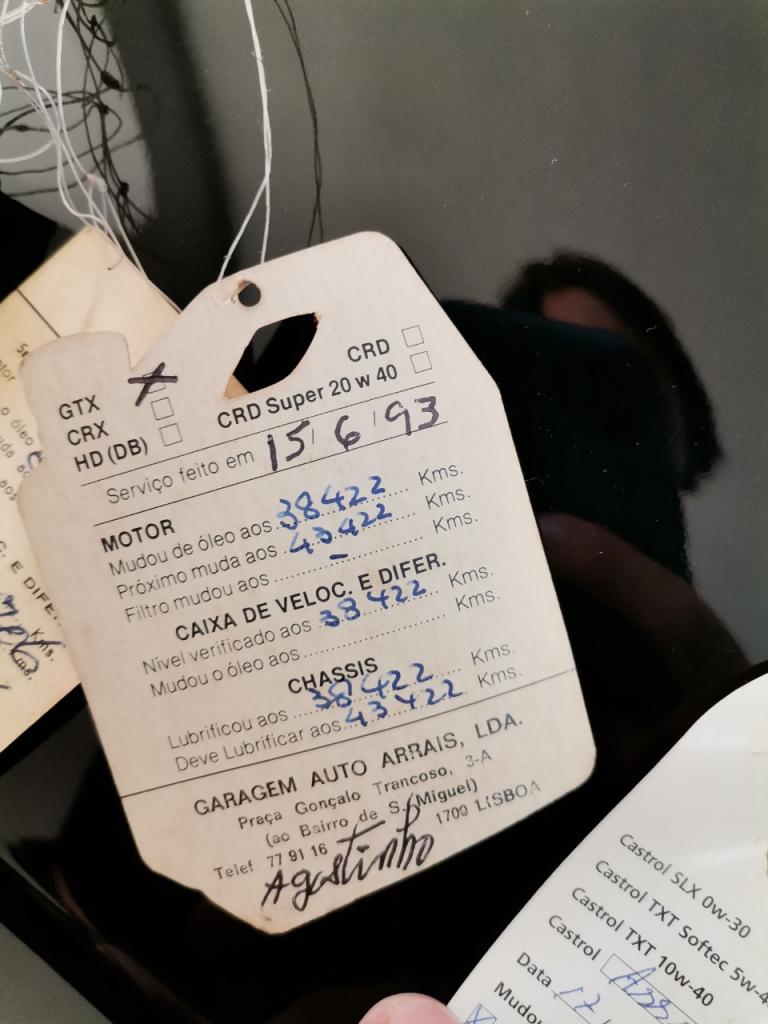 GTX
CRX
HD (DB)
CRD
CRD Super 20 w 40
Serviço feito em 15/6/93
MOTOR
Mudou de óleo aos 38422 Kms.
Próximo muda aos 43422 Kms.
Filtro mudou aos - Kms.
CAIXA DE VELOC. E DIFER.
Nível verificado aos 38422 Kms.
Mudou o óleo aos Kms.
CHASSIS
Lubrificou aos 38422 Kms.
Deve Lubrificar aos 43422 Kms.
GARAGEM AUTO ARRAIS, LDA.
Praça Gonçalo Trancoso, 3-A
(ao Bairro de S. Miguel)
Telef 77 91 16 1700 LISBOA
Agostinho
E DIFE
Kms.
Castrol SLX 0W-30
Castrol TXT Softec 5w-4
Castrol TXT 10W-40
Castrol
Data 17
Mudou